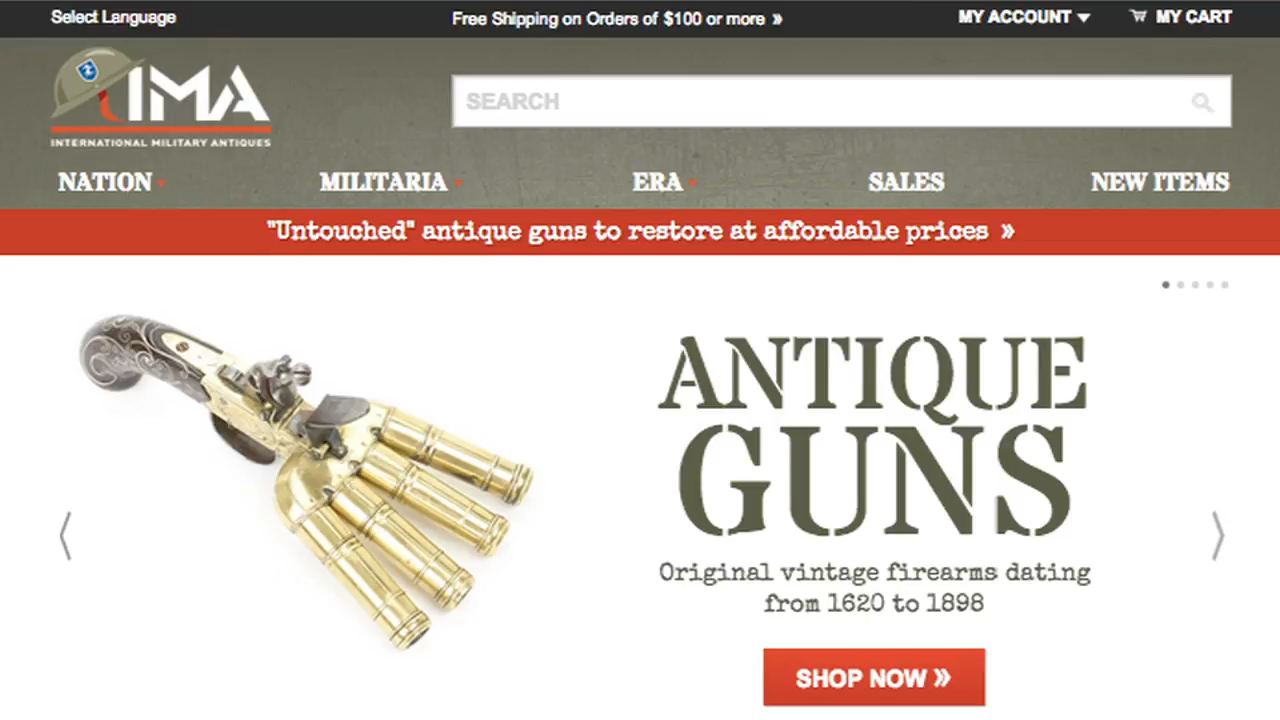 Select Language
Free Shipping on Orders of $100 or more »
MY ACCOUNT
MY CART
IMA
INTERNATIONAL MILITARY ANTIQUES
SEARCH
NATION
MILITARIA
ERA
SALES
NEW ITEMS
"Untouched" antique guns to restore at affordable prices »
ANTIQUE
GUNS
Original vintage firearms dating
from 1620 to 1898
SHOP NOW »